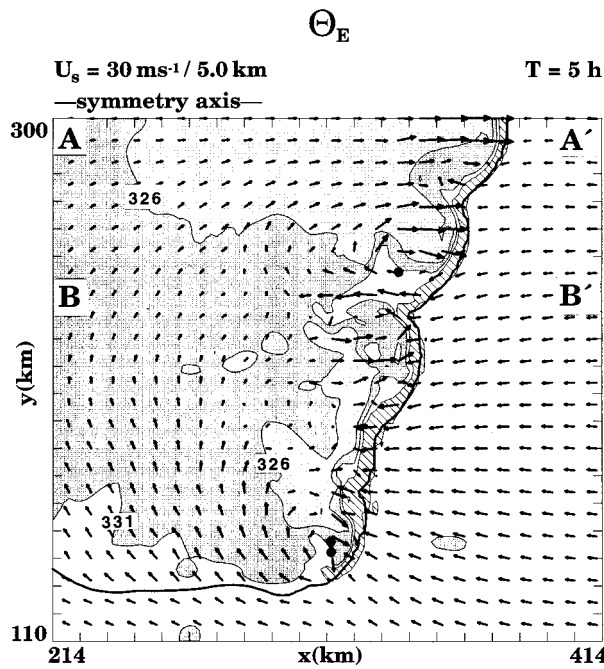 Θ_E
U_s = 30 ms⁻¹ / 5.0 km T = 5 h
—symmetry axis—
300 A A′
326
B B′
y(km)
326
331
110
214 x(km) 414